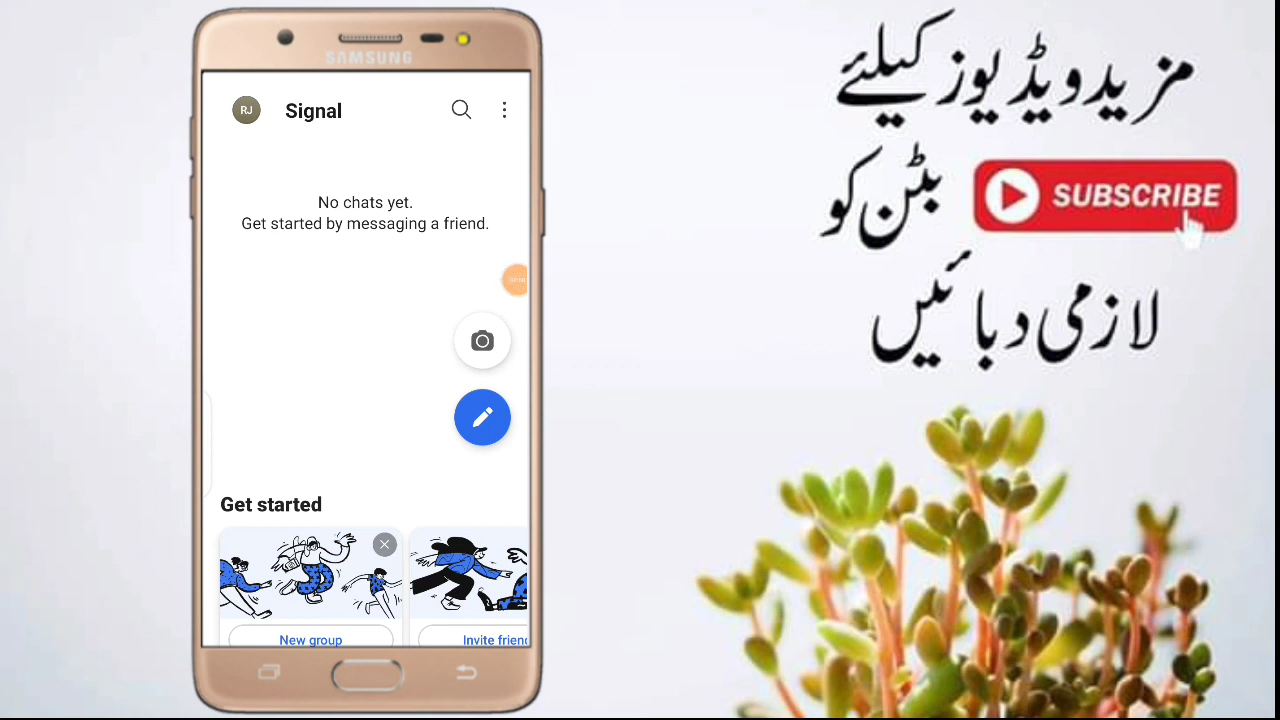 SAMSUNG
RJ
Signal
No chats yet.
Get started by messaging a friend.
Get started
New group
Invite frien
مزید ویڈیوز کیلئے
SUBSCRIBE بٹن کو
لازمی دبائیں